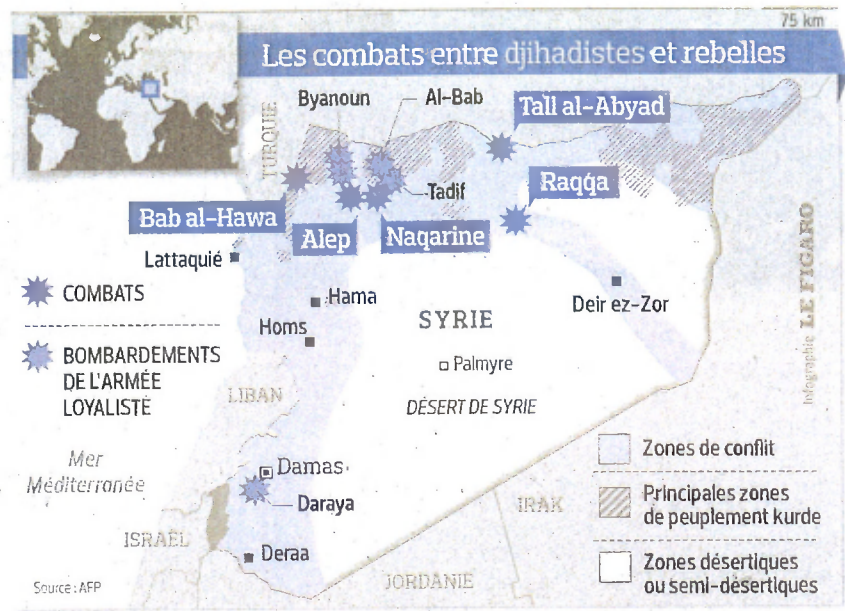 75 km
Les combats entre djihadistes et rebelles
Byanoun
Al-Bab
Tall al-Abyad
TURQUIE
Tadif
Raqqa
Bab al-Hawa
Alep
Naqarine
Lattaquié
COMBATS
Hama
Deir ez-Zor
Homs
SYRIE
BOMBARDEMENTS
DE L'ARMÉE
LOYALISTE
Palmyre
LIBAN
DÉSERT DE SYRIE
Infographie LE FIGARO
Mer
Méditerranée
Damas
Daraya
Zones de conflit
IRAK
Principales zones
de peuplement kurde
ISRAËL
Deraa
Zones désertiques
ou semi-désertiques
JORDANIE
Source : AFP